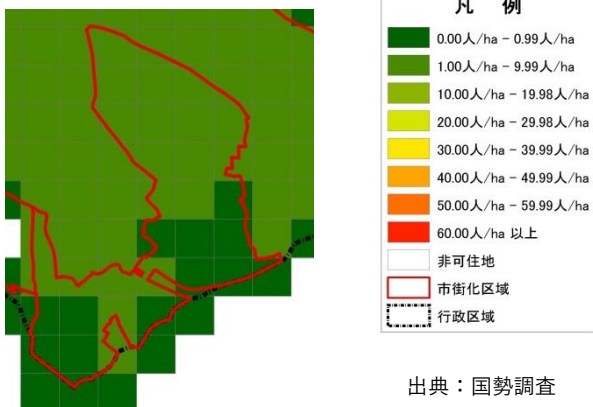 凡 例
0.00人/ha - 0.99人/ha
1.00人/ha - 9.99人/ha
10.00人/ha - 19.98人/ha
20.00人/ha - 29.98人/ha
30.00人/ha - 39.99人/ha
40.00人/ha - 49.99人/ha
50.00人/ha - 59.99人/ha
60.00人/ha 以上
非可住地
市街化区域
行政区域
出典：国勢調査